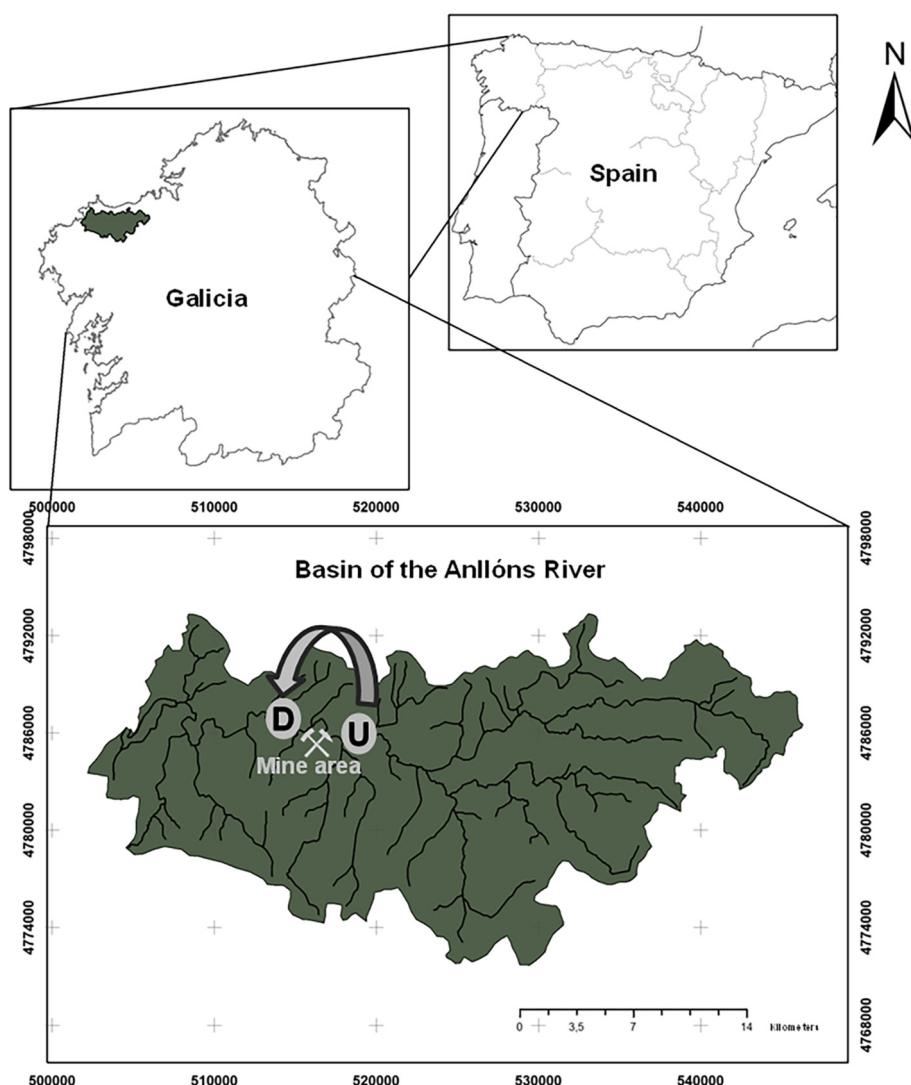 N
Spain
Galicia
500000 510000 520000 530000 540000
Basin of the Anllóns River
4798000 4798000
4792000 4792000
D
U
4786000 4786000
Mine area
4780000 4780000
4774000 4774000
0 3,5 7 14 Kilometers
4768000 4768000
500000 510000 520000 530000 540000